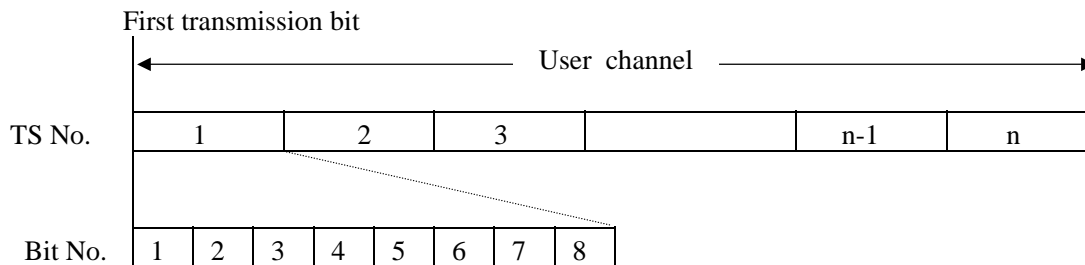 First transmission bit
User channel
TS No. 1 2 3 n-1 n
Bit No. 1 2 3 4 5 6 7 8